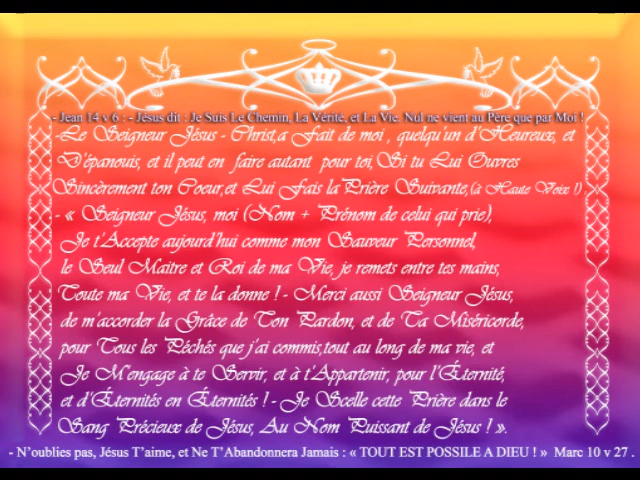 - Jean 14 v 6 : - Jésus dit : Je Suis Le Chemin, La Vérité, et La Vie. Nul ne vient au Père que par Moi !
-Le Seigneur Jésus - Christ,a Fait de moi , quelqu'un d'Heureux, et
D'épanouis, et il peut en faire autant pour toi,Si tu Lui Ouvres
Sincèrement ton Coeur,et Lui Fais la Prière Suivante,(à Haute Voix !)
- « Seigneur Jésus, moi (Nom + Prénom de celui qui prie),
Je t'Accepte aujourd'hui comme mon Sauveur Personnel,
le Seul Maitre et Roi de ma Vie, je remets entre tes mains,
Toute ma Vie, et te la donne ! - Merci aussi Seigneur Jésus,
de m'accorder la Grâce de Ton Pardon, et de Ta Miséricorde,
pour Tous les Péchés que j'ai commis,tout au long de ma vie, et
Je M'engage à te Servir, et à t'Appartenir, pour l'Éternité,
et d'Éternités en Éternités ! - Je Scelle cette Prière dans le
Sang Précieux de Jésus, Au Nom Puissant de Jésus ! ».
- N'oublies pas, Jésus T'aime, et Ne T'Abandonnera Jamais : « TOUT EST POSSILE A DIEU ! » Marc 10 v 27 .